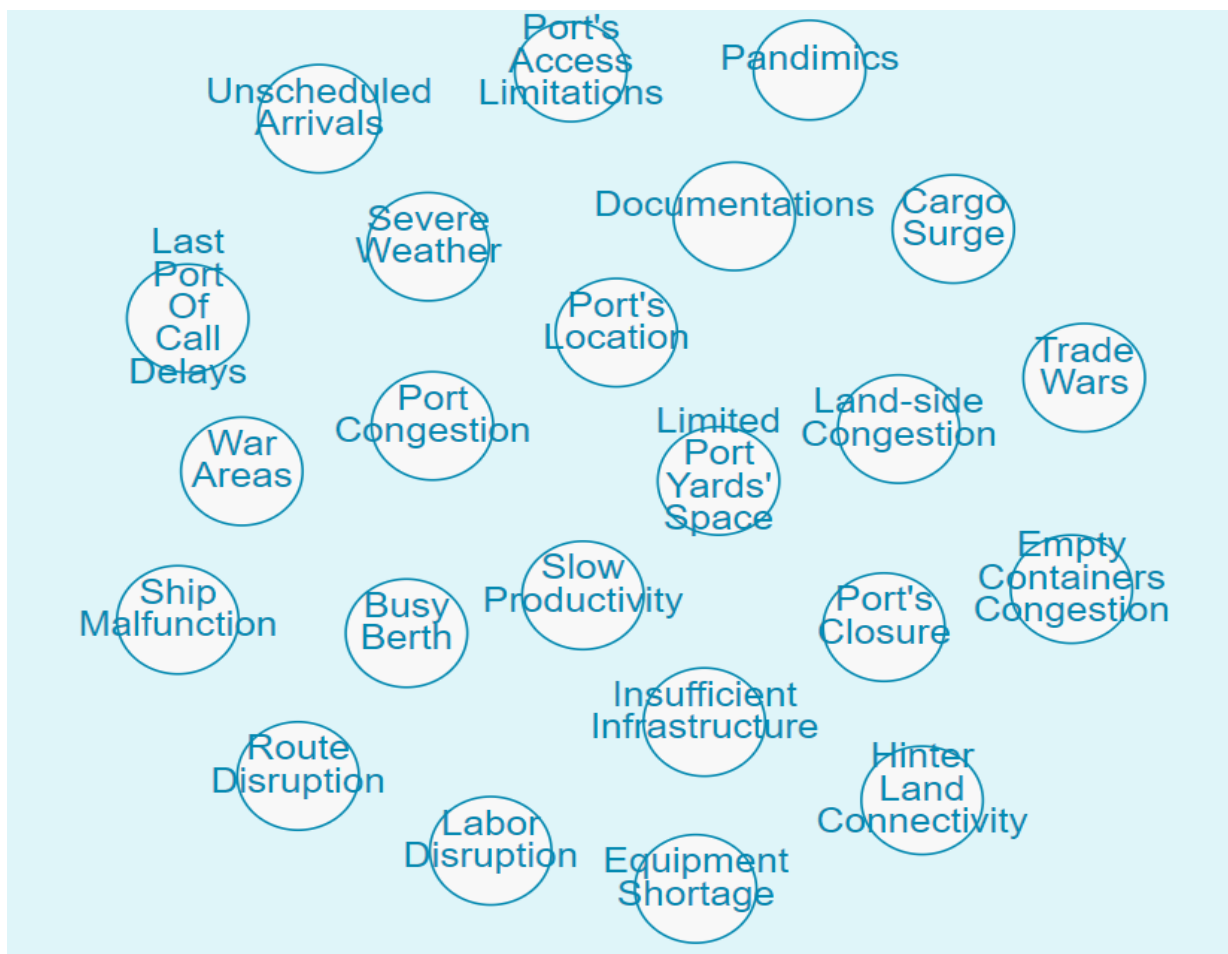 Port's
Access
Limitations
Pandimics
Unscheduled
Arrivals
Documentations
Cargo
Surge
Severe
Weather
Last
Port
Of
Call
Delays
Port's
Location
Trade
Wars
Port
Congestion
Land-side
Congestion
Limited
Port
Yards'
Space
War
Areas
Empty
Containers
Congestion
Slow
Productivity
Ship
Malfunction
Busy
Berth
Port's
Closure
Insufficient
Infrastructure
Route
Disruption
Hinter
Land
Connectivity
Labor
Disruption
Equipment
Shortage